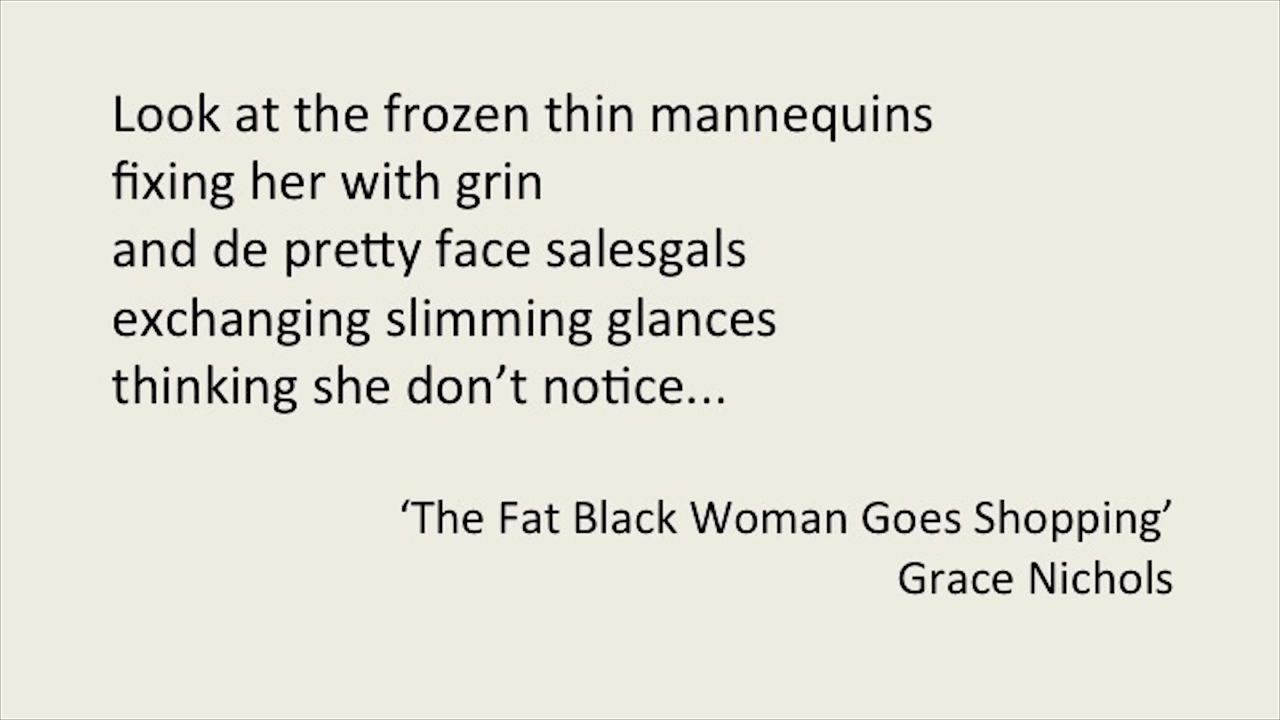 Look at the frozen thin mannequins
fixing her with grin
and de pretty face salesgals
exchanging slimming glances
thinking she don’t notice...
‘The Fat Black Woman Goes Shopping’
Grace Nichols